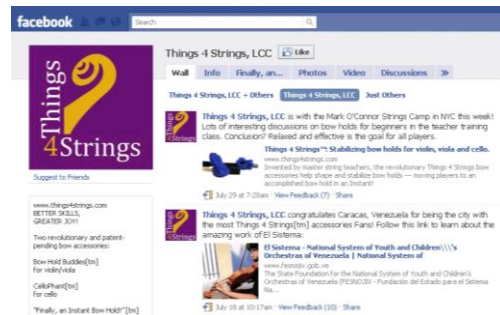 facebook
Search
Things 4 Strings, LCC Like
Wall Info Finally, an... Photos Video Discussions »
Things 4 Strings, LCC + Others Things 4 Strings, LCC Just Others
Things
4Strings
Suggest to Friends
www.things4strings.com
BETTER SKILLS,
GREATER JOY!
Two revolutionary and patent-
pending bow accessories:
Bow Hold Buddies[tm]
for violin/viola
CelloPhant[tm]
for cello
"Finally, an Instant Bow Hold!"[tm]
Things 4 Strings, LCC is with the Mark O'Connor Strings Camp in NYC this week!
Lots of interesting discussions on bow holds for beginners in the teacher training
class. Conclusion? Relaxed and effective is the goal for all players.
Things 4 Strings™: Stabilizing bow holds for violin, viola and cello.
www.things4strings.com
Invented by master string teachers, the revolutionary Things 4 Strings bow
accessories help shape and stabilize bow holds — moving players to an
accomplished bow hold in an Instant!
July 29 at 7:20am · View Feedback (7) · Share
Things 4 Strings, LCC congratulates Caracas, Venezuela for being the city with
the most Things 4 Strings[tm] accessories Fans! Follow this link to learn about the
amazing work of El Sistema:
El Sistema - National System of Youth and Children\\\'s
Orchestras of Venezuela | National System of
www.fesnojiv.gob.ve
The State Foundation for the National System of Youth and Children\\
Orchestras of Venezuela (FESNOJIV - Fundación del Estado para el Sistema
Na...
July 18 at 10:17am · View Feedback (10) · Share